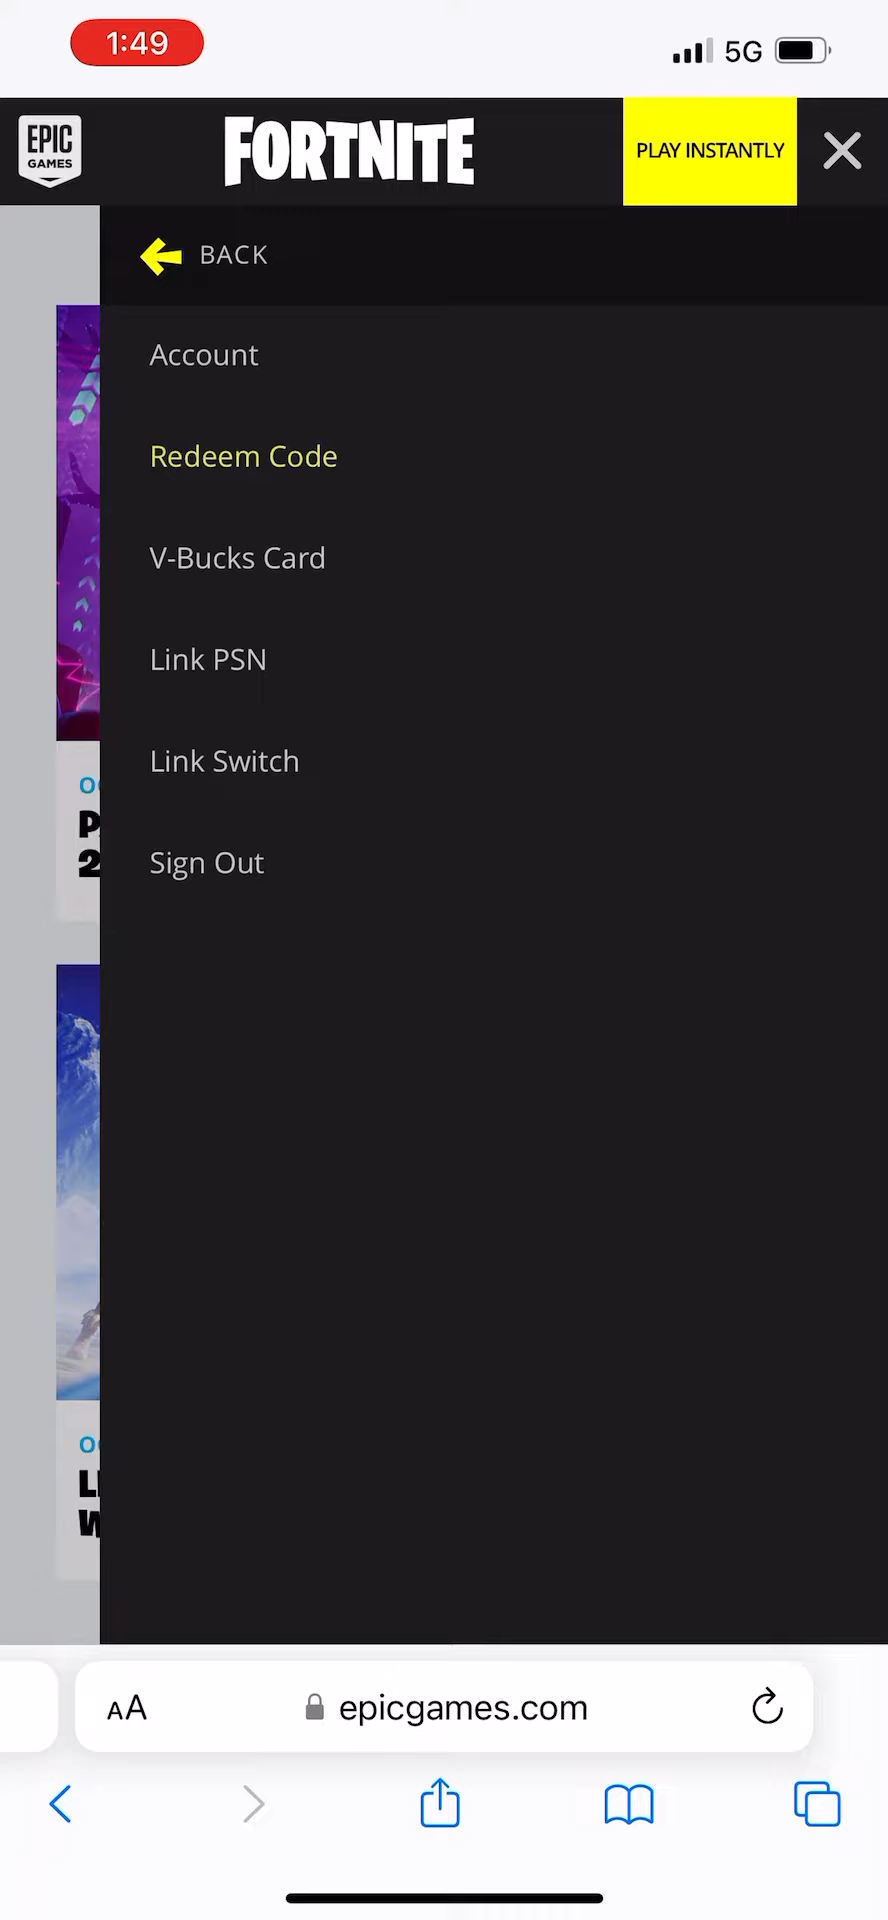 1:49
5G
EPIC
GAMES
FORTNITE
PLAY INSTANTLY
BACK
Account
Redeem Code
V-Bucks Card
Link PSN
Link Switch
Sign Out
2
AA
epicgames.com